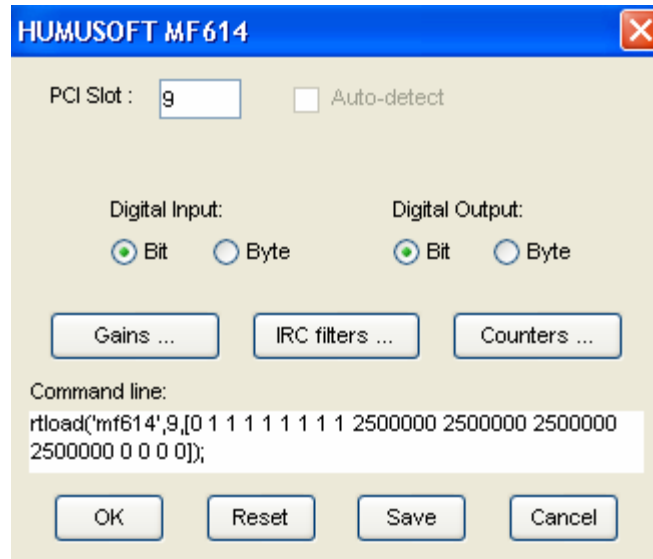 HUMUSOFT MF614
PCI Slot : 9 Auto-detect
Digital Input: Digital Output:
Bit Byte Bit Byte
Gains ... IRC filters ... Counters ...
Command line:
rtload('mf614',9,[0 1 1 1 1 1 1 1 1 1 2500000 2500000 2500000
2500000 0 0 0 0]);
OK Reset Save Cancel